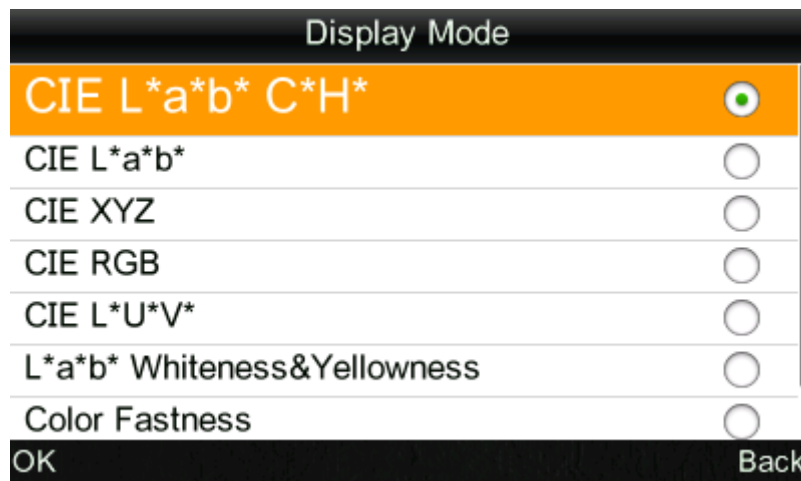 Display Mode
CIE L*a*b* C*H*
CIE L*a*b*
CIE XYZ
CIE RGB
CIE L*U*V*
L*a*b* Whiteness&Yellowness
Color Fastness
OK Back